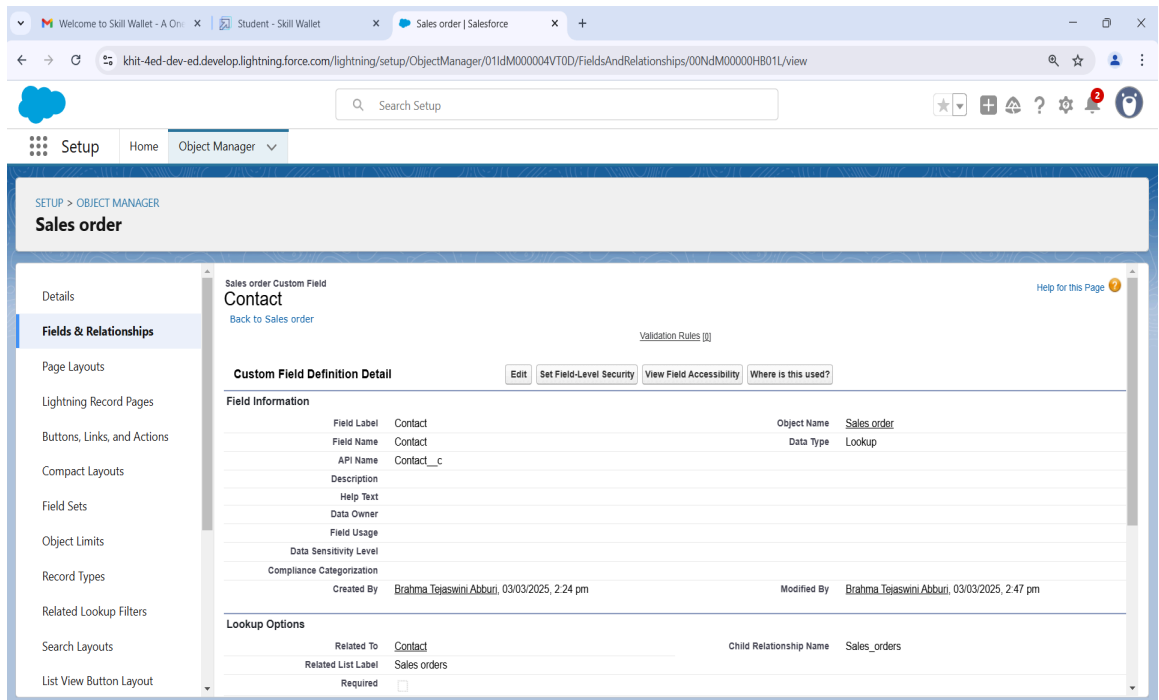 Welcome to Skill Wallet - A One
Student - Skill Wallet
Sales order | Salesforce
khit-4ed-dev-ed.develop.lightning.force.com/lightning/setup/ObjectManager/01IdM000004VT0D/FieldsAndRelationships/00NdM00000HB01L/view
Search Setup
2
Setup
Home
Object Manager
SETUP > OBJECT MANAGER
Sales order
Details
Fields & Relationships
Page Layouts
Lightning Record Pages
Buttons, Links, and Actions
Compact Layouts
Field Sets
Object Limits
Record Types
Related Lookup Filters
Search Layouts
List View Button Layout
Sales order Custom Field
Contact
Back to Sales order
Help for this Page ?
Validation Rules [0]
Custom Field Definition Detail
Edit Set Field-Level Security View Field Accessibility Where is this used?
Field Information
Field Label Contact Object Name Sales order
Field Name Contact Data Type Lookup
API Name Contact__c
Description
Help Text
Data Owner
Field Usage
Data Sensitivity Level
Compliance Categorization
Created By Brahma Tejaswini Abburi, 03/03/2025, 2:24 pm Modified By Brahma Tejaswini Abburi, 03/03/2025, 2:47 pm
Lookup Options
Related To Contact Child Relationship Name Sales_orders
Related List Label Sales orders
Required